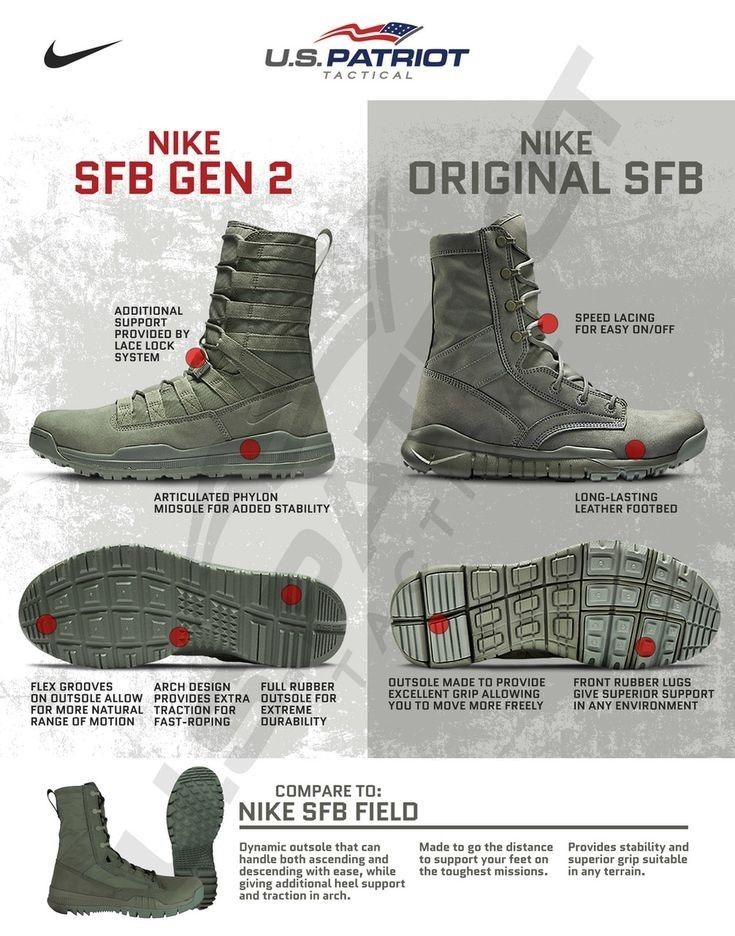 U.S.PATRIOT
TACTICAL
NIKE
SFB GEN 2
ADDITIONAL
SUPPORT
PROVIDED BY
LACE LOCK
SYSTEM
ARTICULATED PHYLON
MIDSOLE FOR ADDED STABILITY
FLEX GROOVES
ON OUTSOLE ALLOW
FOR MORE NATURAL
RANGE OF MOTION
ARCH DESIGN
PROVIDES EXTRA
TRACTION FOR
FAST-ROPING
FULL RUBBER
OUTSOLE FOR
EXTREME
DURABILITY
NIKE
ORIGINAL SFB
SPEED LACING
FOR EASY ON/OFF
LONG-LASTING
LEATHER FOOTBED
OUTSOLE MADE TO PROVIDE
EXCELLENT GRIP ALLOWING
YOU TO MOVE MORE FREELY
FRONT RUBBER LUGS
GIVE SUPERIOR SUPPORT
IN ANY ENVIRONMENT
COMPARE TO:
NIKE SFB FIELD
Dynamic outsole that can
handle both ascending and
descending with ease, while
giving additional heel support
and traction in arch.
Made to go the distance
to support your feet on
the toughest missions.
Provides stability and
superior grip suitable
in any terrain.
U.S.PATRIOT
TACTICAL